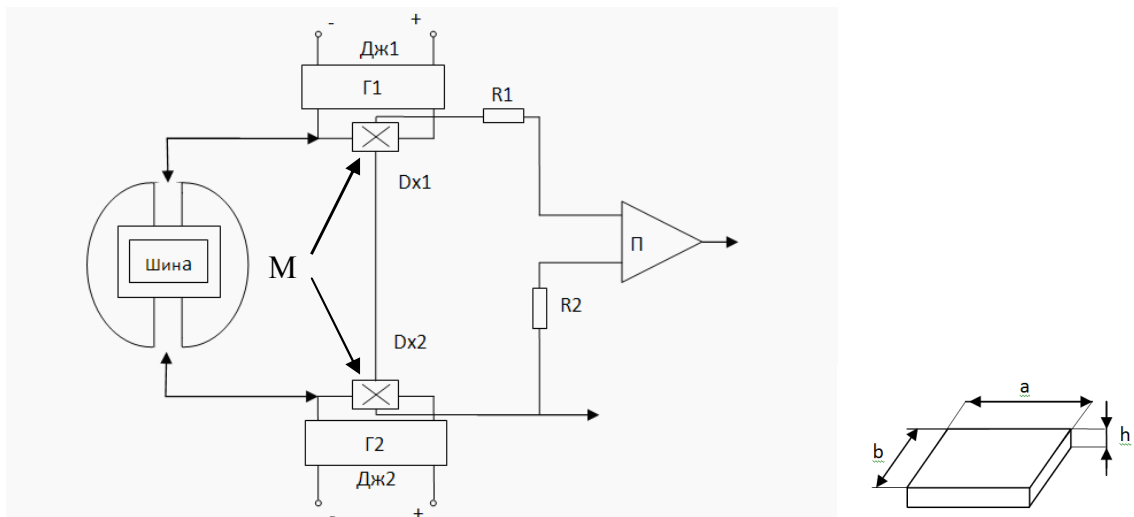 - +
Дж1
Г1
R1
Dx1
П
Шина
М
R2
Dx2
Г2
Дж2
- +
a
h
b